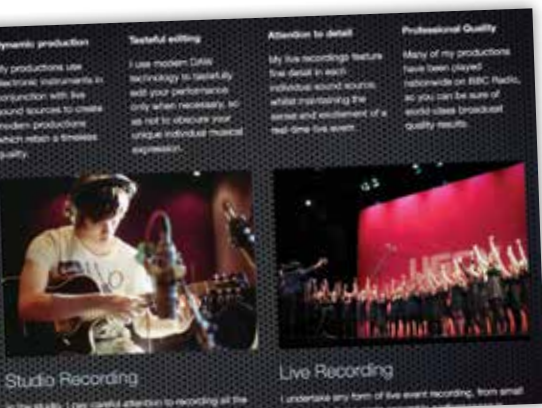 ynamic production
y productions use
lectronic instruments in
onjunction with live
ound sources to create
modern productions
which retain a timeless
quality.
Tasteful editing
I use modern DAW
technology to tastefully
edit your performance
only when necessary, so
as not to obscure your
unique individual musical
expression.
Attention to detail
My live recordings feature
fine detail in each
individual sound source,
whilst maintaining the
sense and excitement of a
real-time live event.
Professional Quality
Many of my productions
have been played
nationwide on BBC Radio,
so you can be sure of
world-class broadcast
quality results.
Studio Recording
In the studio, I pay careful attention to recording all the
Live Recording
I undertake any form of live event recording, from small